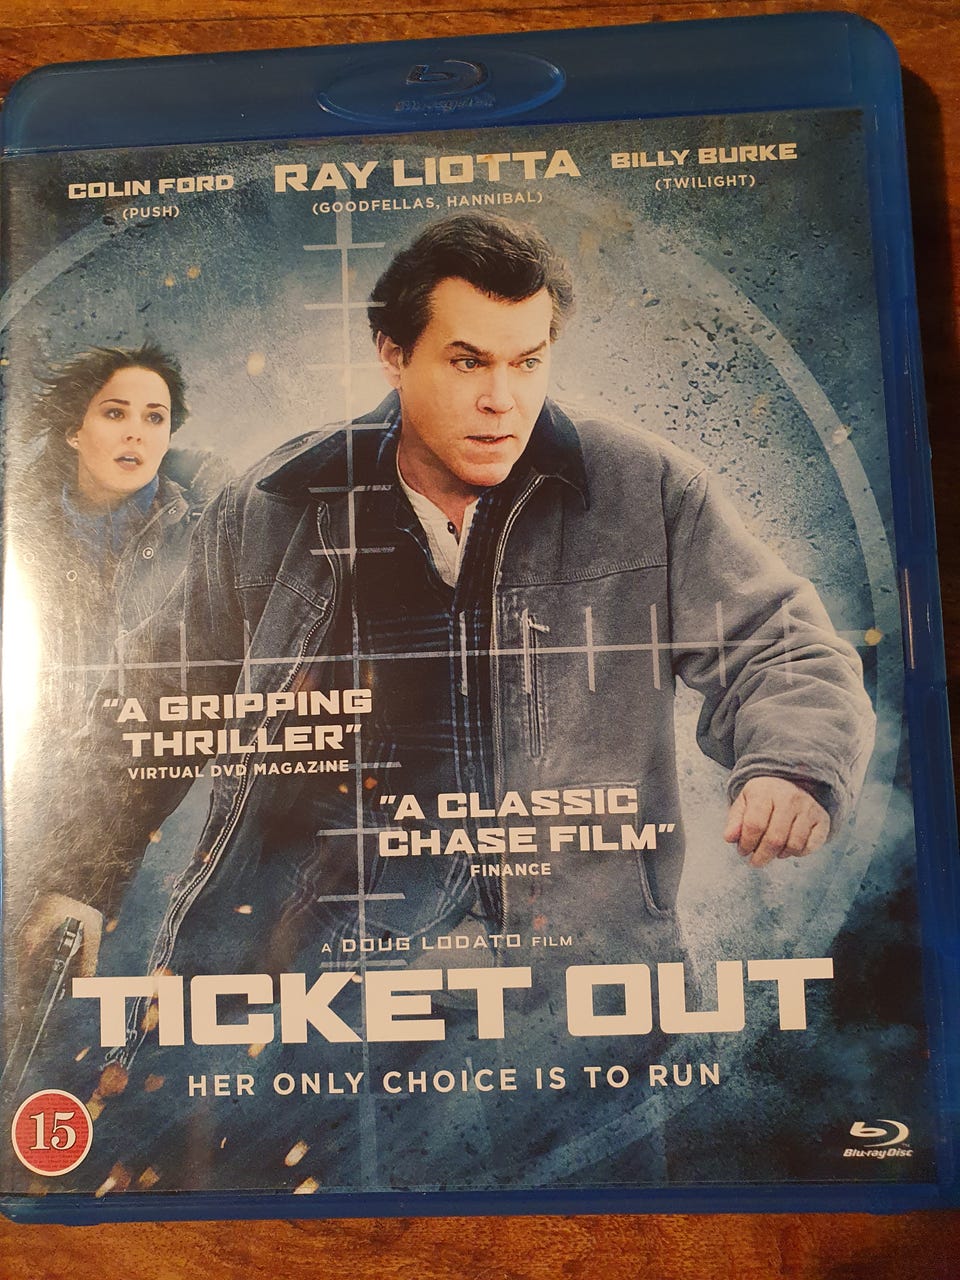 COLIN FORD
(PUSH)
RAY LIOTTA
(GOODFELLAS, HANNIBAL)
BILLY BURKE
(TWILIGHT)
"A GRIPPING
THRILLER"
VIRTUAL DVD MAGAZINE
"A CLASSIC
CHASE FILM"
FINANCE
A DOUG LODATO FILM
TICKET OUT
HER ONLY CHOICE IS TO RUN
15
Blu-ray Disc